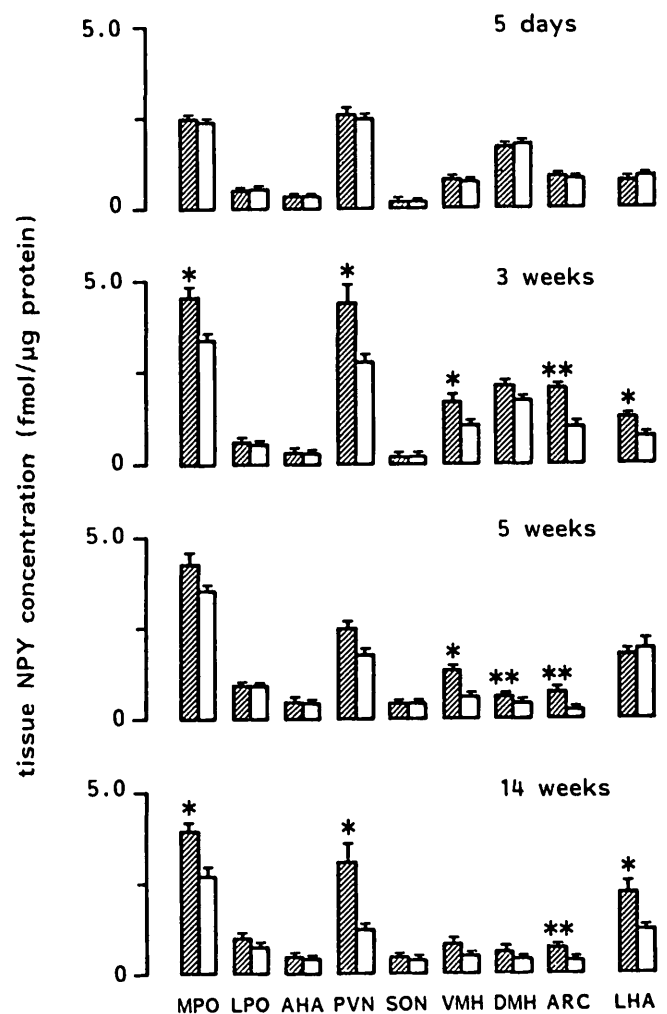 5 days
5.0
0
3 weeks
5.0
* *
* ** *
0
5 weeks
5.0
* ** **
0
14 weeks
5.0
* * ** *
0
MPO LPO AHA PVN SON VMH DMH ARC LHA
tissue NPY concentration (fmol/µg protein)